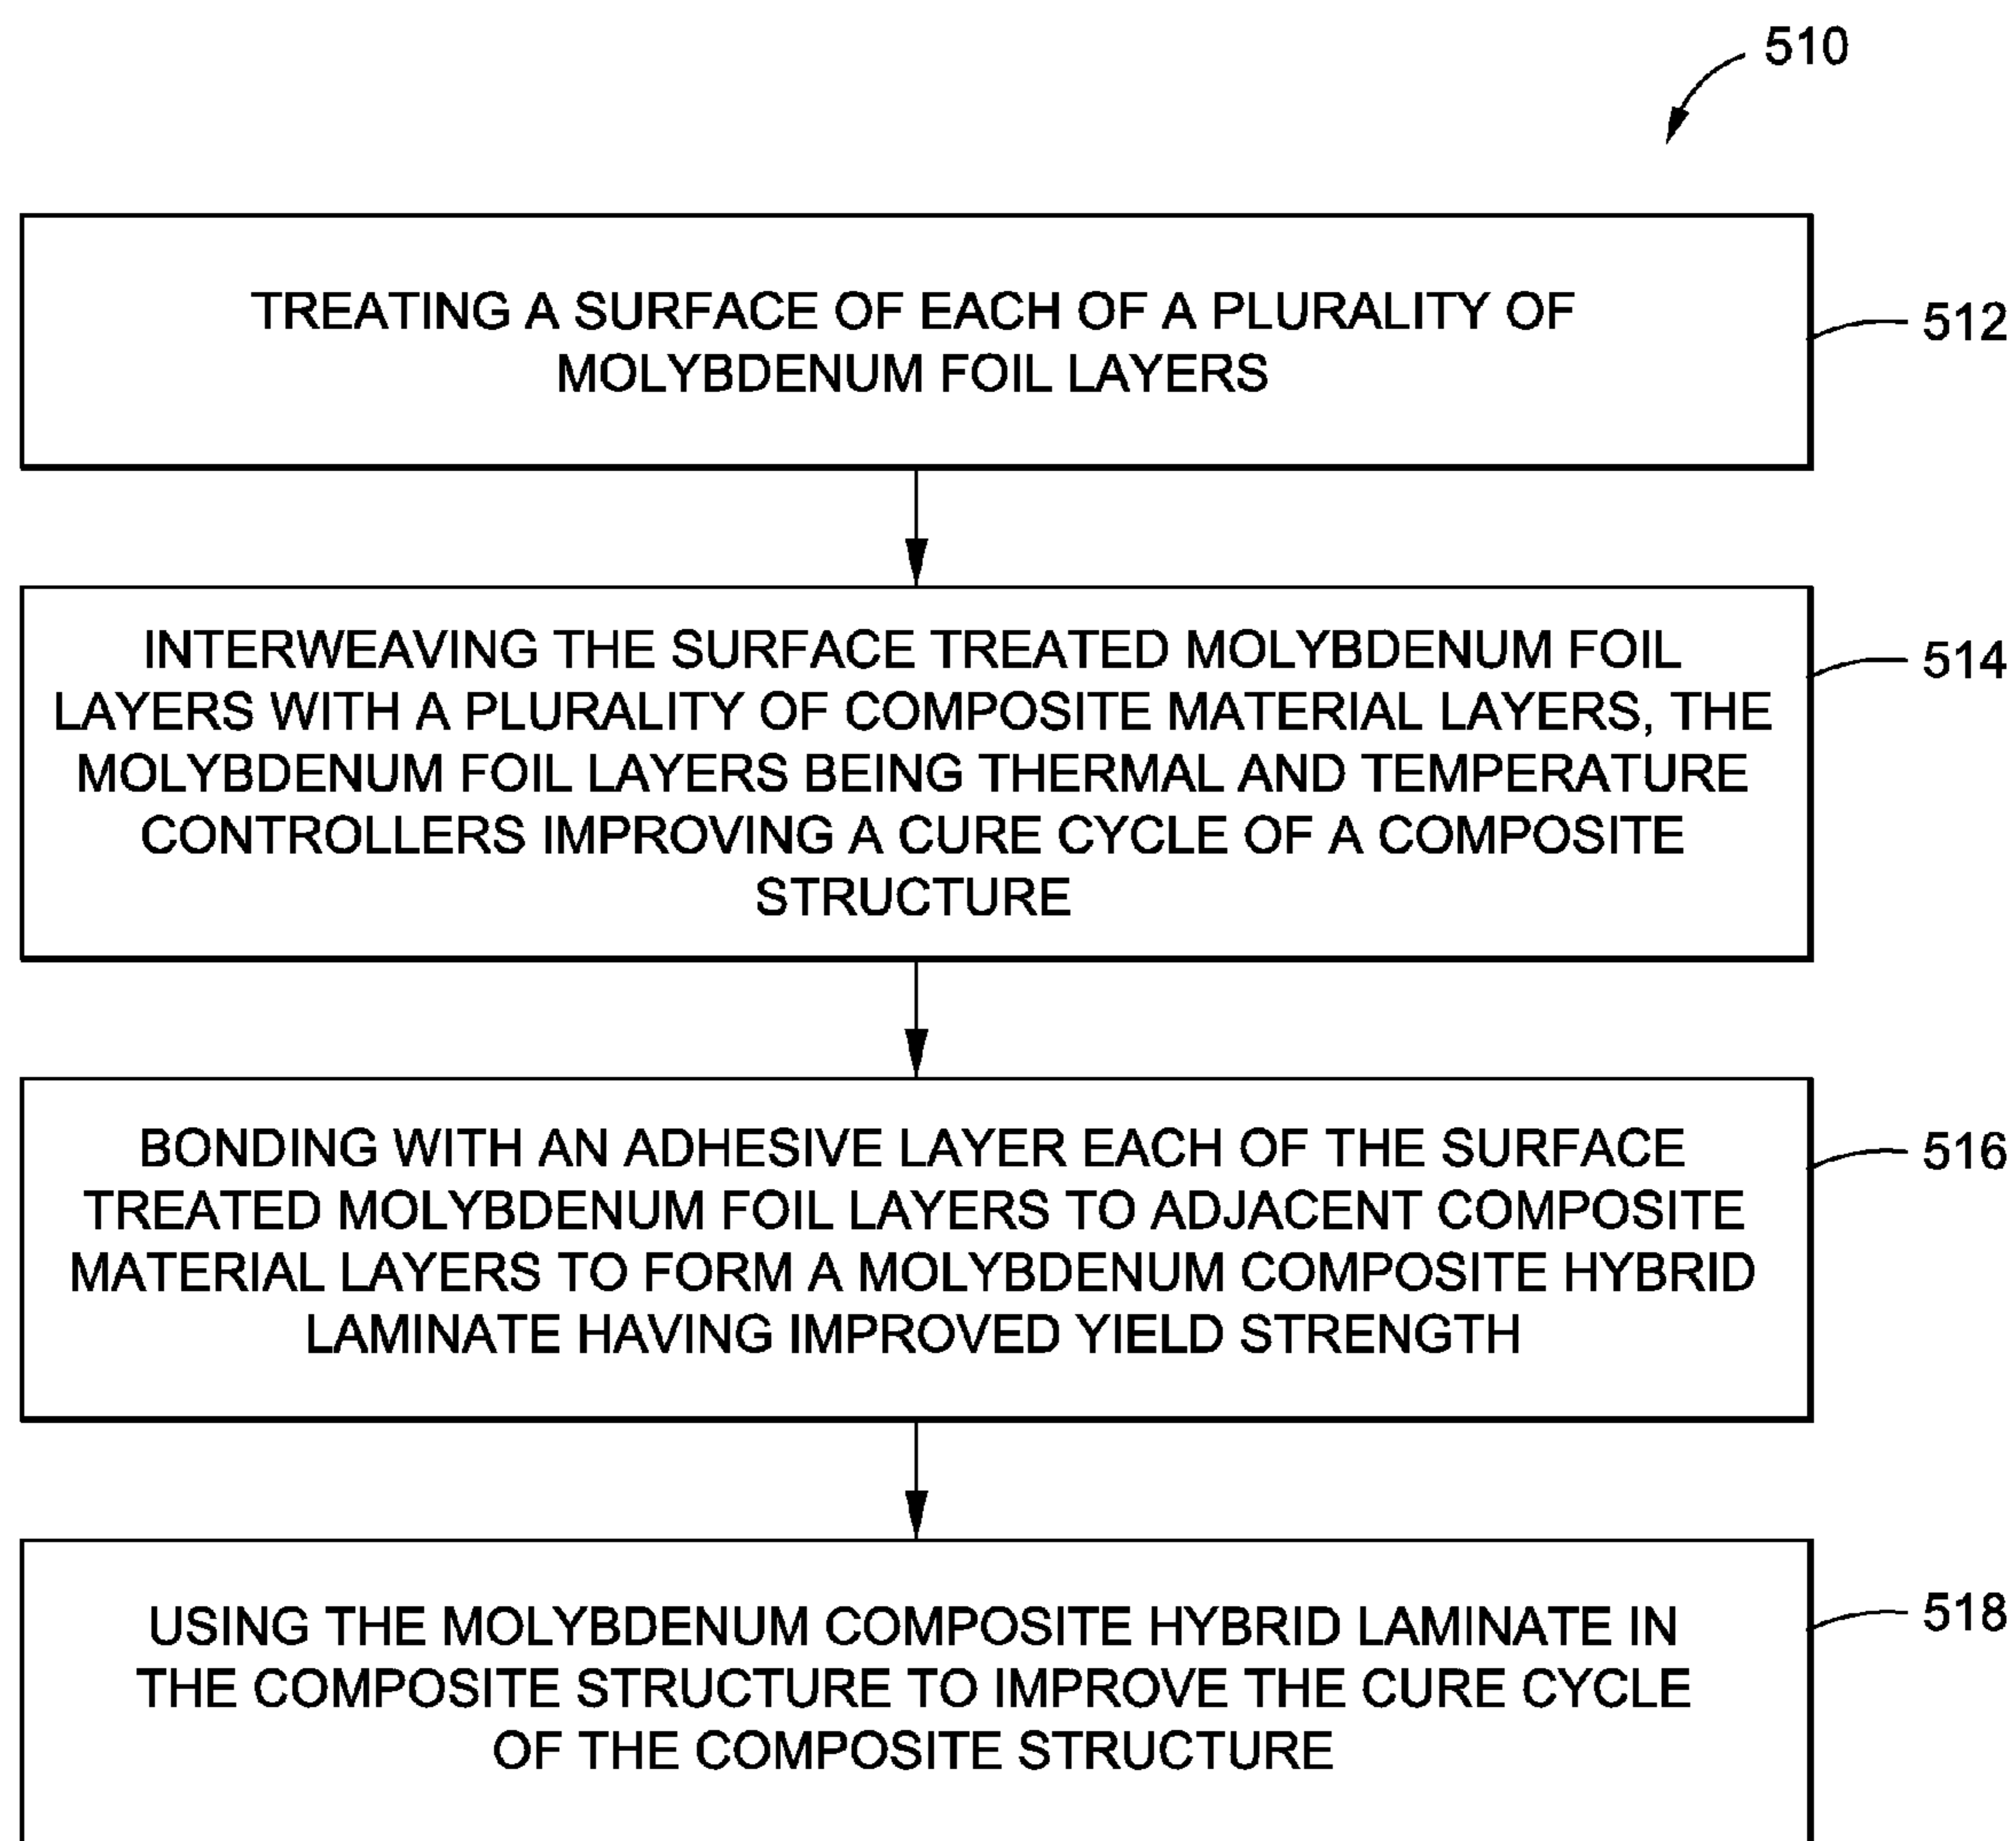 510
TREATING A SURFACE OF EACH OF A PLURALITY OF
MOLYBDENUM FOIL LAYERS
512
INTERWEAVING THE SURFACE TREATED MOLYBDENUM FOIL
LAYERS WITH A PLURALITY OF COMPOSITE MATERIAL LAYERS, THE
MOLYBDENUM FOIL LAYERS BEING THERMAL AND TEMPERATURE
CONTROLLERS IMPROVING A CURE CYCLE OF A COMPOSITE
STRUCTURE
514
BONDING WITH AN ADHESIVE LAYER EACH OF THE SURFACE
TREATED MOLYBDENUM FOIL LAYERS TO ADJACENT COMPOSITE
MATERIAL LAYERS TO FORM A MOLYBDENUM COMPOSITE HYBRID
LAMINATE HAVING IMPROVED YIELD STRENGTH
516
USING THE MOLYBDENUM COMPOSITE HYBRID LAMINATE IN
THE COMPOSITE STRUCTURE TO IMPROVE THE CURE CYCLE
OF THE COMPOSITE STRUCTURE
518